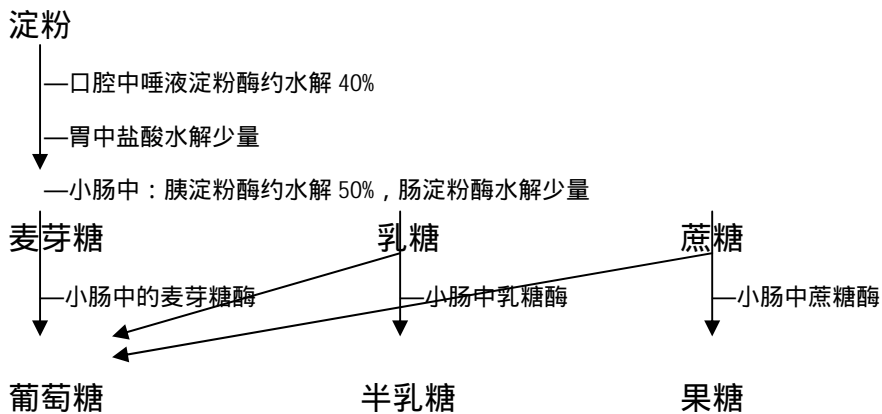 淀粉
—口腔中唾液淀粉酶约水解 40%
—胃中盐酸水解少量
—小肠中：胰淀粉酶约水解 50%，肠淀粉酶水解少量
麦芽糖 乳糖 蔗糖
—小肠中的麦芽糖酶 —小肠中乳糖酶 —小肠中蔗糖酶
葡萄糖 半乳糖 果糖